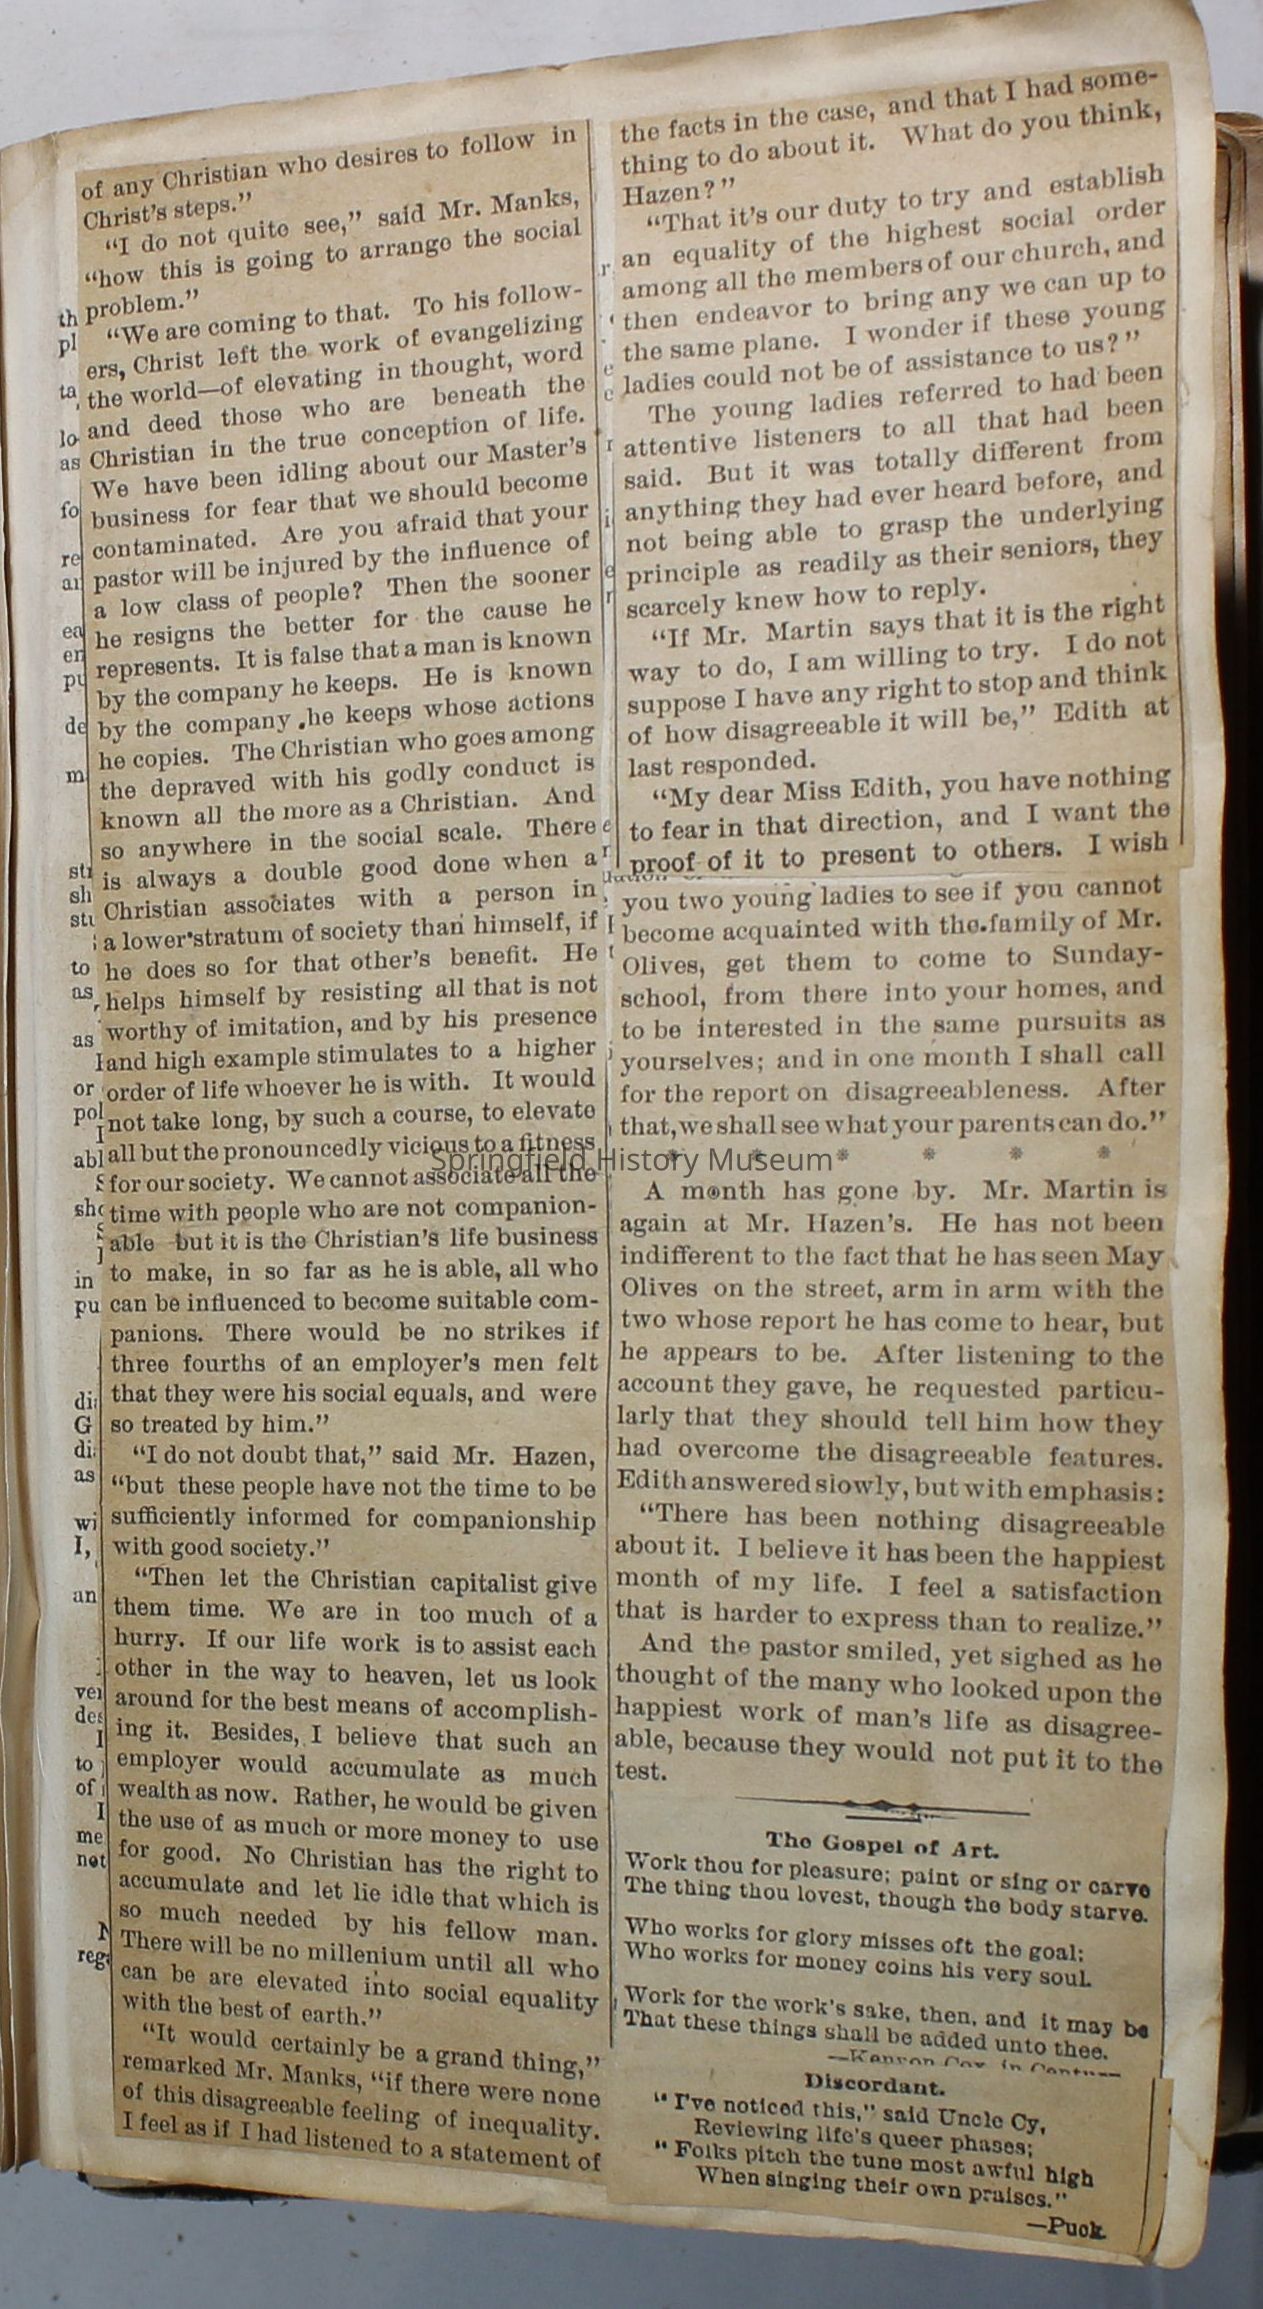 of any Christian who desires to follow in
Christ's steps."
"I do not quite see," said Mr. Manks,
"how this is going to arrange the social
problem."
"We are coming to that. To his follow-
ers, Christ left the work of evangelizing
the world—of elevating in thought, word
and deed those who are beneath the
Christian in the true conception of life.
We have been idling about our Master's
business for fear that we should become
contaminated. Are you afraid that your
pastor will be injured by the influence of
a low class of people? Then the sooner
he resigns the better for the cause he
represents. It is false that a man is known
by the company he keeps. He is known
by the company he keeps whose actions
he copies. The Christian who goes among
the depraved with his godly conduct is
known all the more as a Christian. And
so anywhere in the social scale. There
is always a double good done when a
Christian associates with a person in
a lower stratum of society than himself, if
he does so for that other's benefit. He
helps himself by resisting all that is not
worthy of imitation, and by his presence
and high example stimulates to a higher
order of life whoever he is with. It would
not take long, by such a course, to elevate
all but the pronouncedly vicious to a fitness
for our society. We cannot associate all the
time with people who are not companion-
able but it is the Christian's life business
to make, in so far as he is able, all who
can be influenced to become suitable com-
panions. There would be no strikes if
three fourths of an employer's men felt
that they were his social equals, and were
so treated by him."
"I do not doubt that," said Mr. Hazen,
"but these people have not the time to be
sufficiently informed for companionship
with good society."
"Then let the Christian capitalist give
them time. We are in too much of a
hurry. If our life work is to assist each
other in the way to heaven, let us look
around for the best means of accomplish-
ing it. Besides, I believe that such an
employer would accumulate as much
wealth as now. Rather, he would be given
the use of as much or more money to use
for good. No Christian has the right to
accumulate and let lie idle that which is
so much needed by his fellow man.
There will be no millenium until all who
can be are elevated into social equality
with the best of earth."
"It would certainly be a grand thing,"
remarked Mr. Manks, "if there were none
of this disagreeable feeling of inequality.
I feel as if I had listened to a statement of
the facts in the case, and that I had some-
thing to do about it. What do you think,
Hazen?"
"That it's our duty to try and establish
an equality of the highest social order
among all the members of our church, and
then endeavor to bring any we can up to
the same plane. I wonder if these young
ladies could not be of assistance to us?"
The young ladies referred to had been
attentive listeners to all that had been
said. But it was totally different from
anything they had ever heard before, and
not being able to grasp the underlying
principle as readily as their seniors, they
scarcely knew how to reply.
"If Mr. Martin says that it is the right
way to do, I am willing to try. I do not
suppose I have any right to stop and think
of how disagreeable it will be," Edith at
last responded.
"My dear Miss Edith, you have nothing
to fear in that direction, and I want the
proof of it to present to others. I wish
you two young ladies to see if you cannot
become acquainted with the family of Mr.
Olives, get them to come to Sunday-
school, from there into your homes, and
to be interested in the same pursuits as
yourselves; and in one month I shall call
for the report on disagreeableness. After
that, we shall see what your parents can do."
* * * * * *
Springfield History Museum
A month has gone by. Mr. Martin is
again at Mr. Hazen's. He has not been
indifferent to the fact that he has seen May
Olives on the street, arm in arm with the
two whose report he has come to hear, but
he appears to be. After listening to the
account they gave, he requested particu-
larly that they should tell him how they
had overcome the disagreeable features.
Edith answered slowly, but with emphasis:
"There has been nothing disagreeable
about it. I believe it has been the happiest
month of my life. I feel a satisfaction
that is harder to express than to realize."
And the pastor smiled, yet sighed as he
thought of the many who looked upon the
happiest work of man's life as disagree-
able, because they would not put it to the
test.
The Gospel of Art.
Work thou for pleasure; paint or sing or carve
The thing thou lovest, though the body starve.
Who works for glory misses oft the goal;
Who works for money coins his very soul.
Work for the work's sake, then, and it may be
That these things shall be added unto thee.
—Kenyon Cox, in
Discordant.
"I've noticed this," said Uncle Cy,
Reviewing life's queer phases;
"Folks pitch the tune most awful high
When singing their own praises."
—Puck.